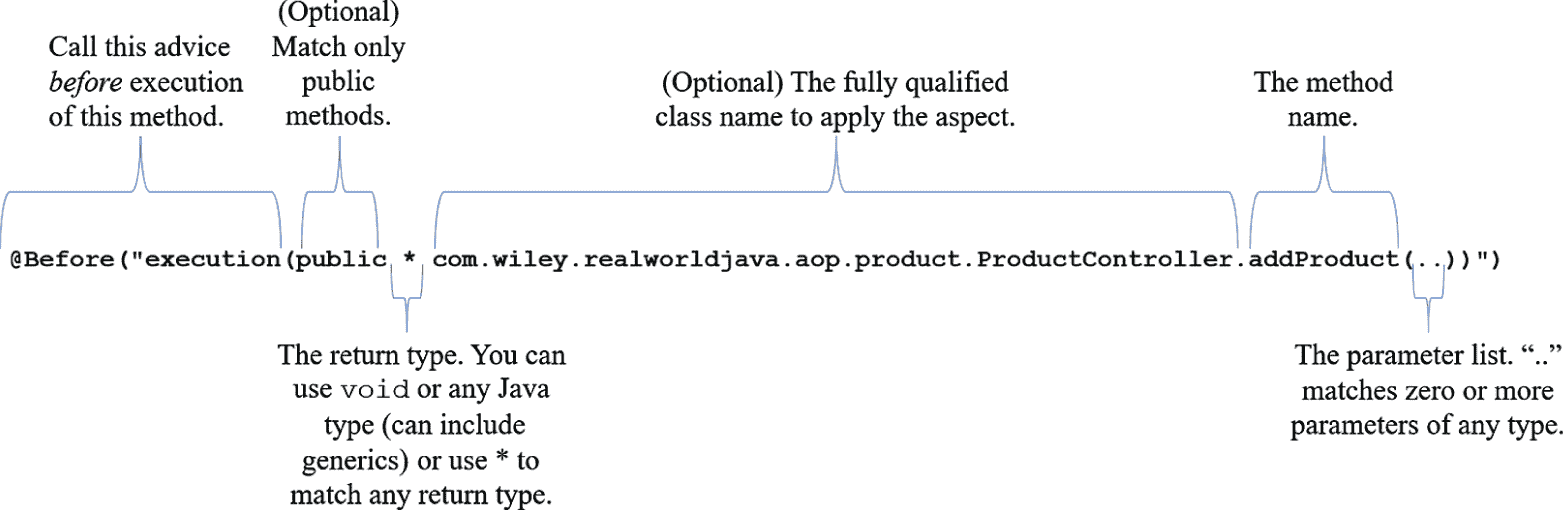 (Optional)
Match only
public
methods.
Call this advice
before execution
of this method.
(Optional) The fully qualified
class name to apply the aspect.
The method
name.
@Before("execution(public * com.wiley.realworldjava.aop.product.ProductController.addProduct(..))")
The return type. You can
use void or any Java
type (can include
generics) or use * to
match any return type.
The parameter list. “..”
matches zero or more
parameters of any type.